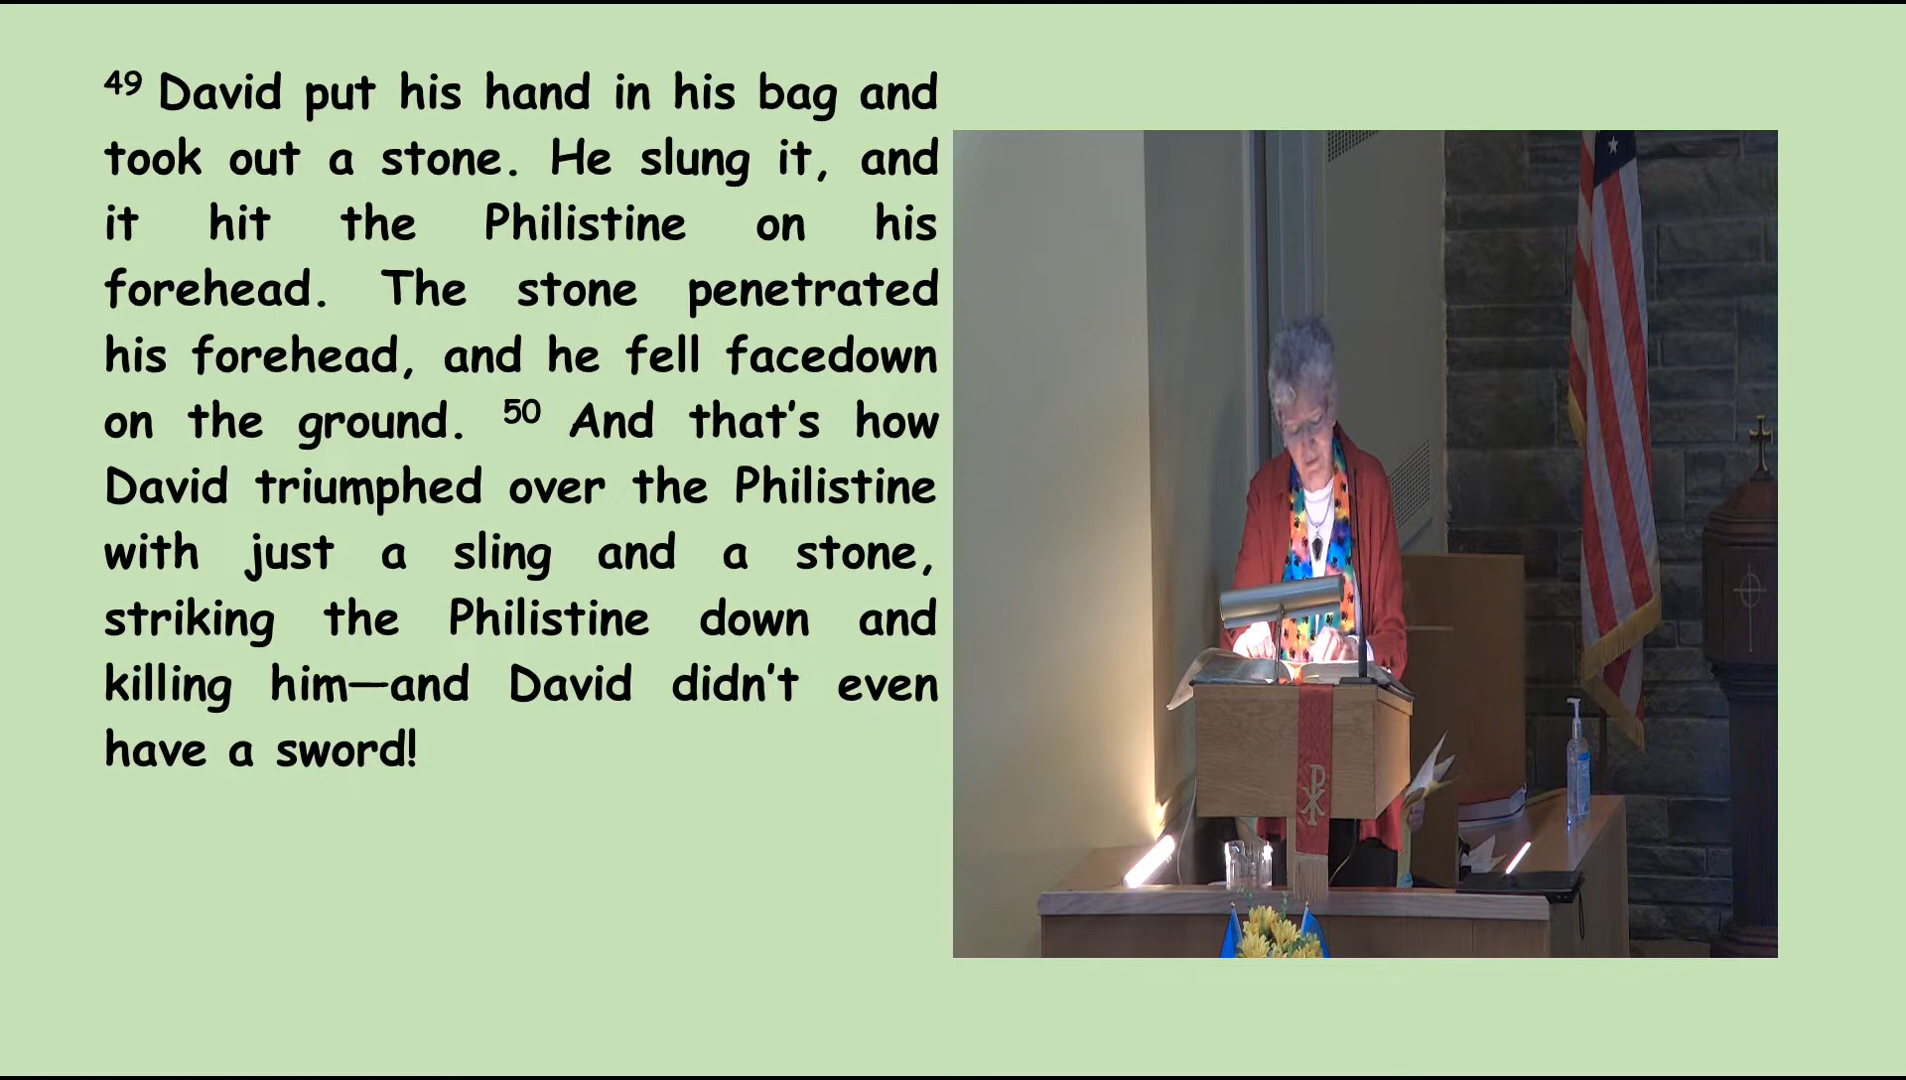 49 David put his hand in his bag and
took out a stone. He slung it, and
it hit the Philistine on his
forehead. The stone penetrated
his forehead, and he fell facedown
on the ground. 50 And that’s how
David triumphed over the Philistine
with just a sling and a stone,
striking the Philistine down and
killing him—and David didn’t even
have a sword!